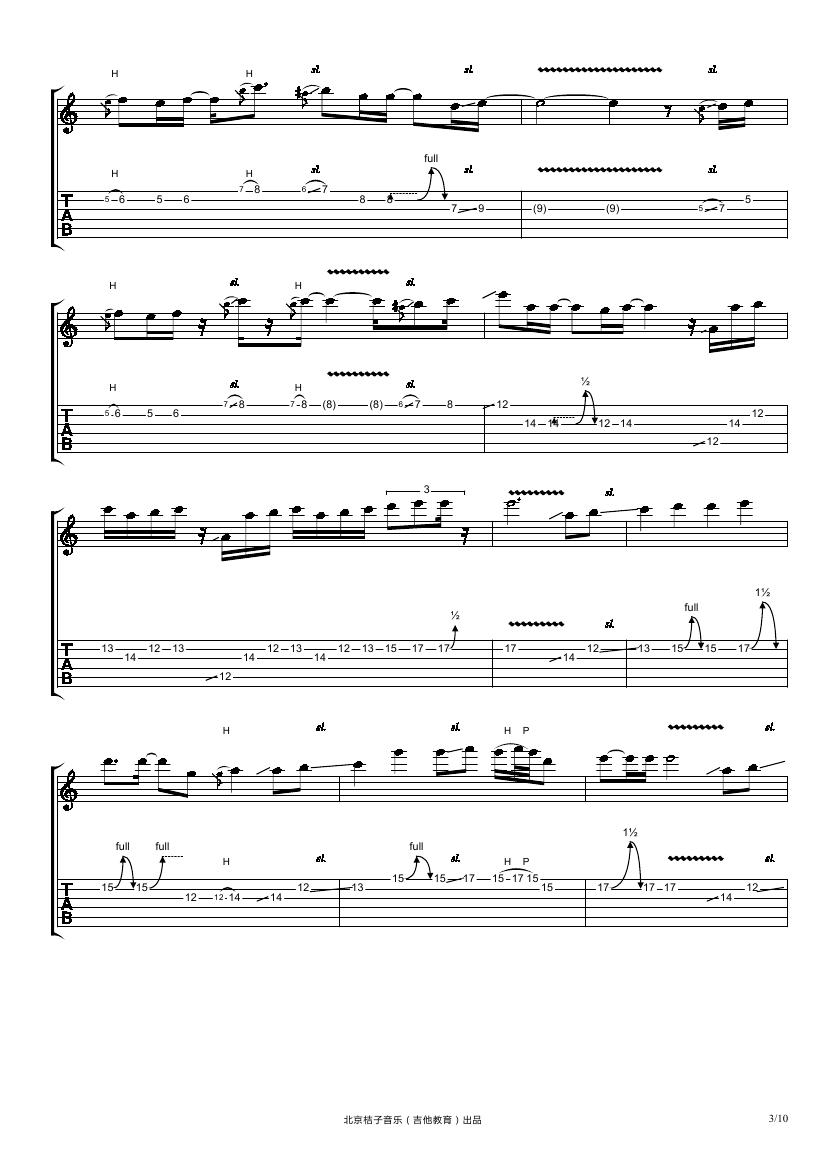 H H sl. sl. sl.
H H sl. full sl. sl.
T A B 5 6 5 6 7 8 6 7 8 8 7 9 (9) (9) 5 7 5
H sl. H sl.
H sl. H sl. ½
T A B 5 6 5 6 7 8 7 8 (8) (8) 6 7 8 12 14 14 12 14 12 14 12
3
sl.
½ sl. full 1½
T A B 13 14 12 13 12 14 12 13 14 12 13 15 17 17 17 14 12 13 15 15 17
H sl. sl. H P sl.
full full H sl. full sl. H P 1½ sl.
T A B 15 15 12 12 14 14 12 13 15 15 17 15 17 15 15 17 17 17 14 12
北京桔子音乐（吉他教育）出品
3/10